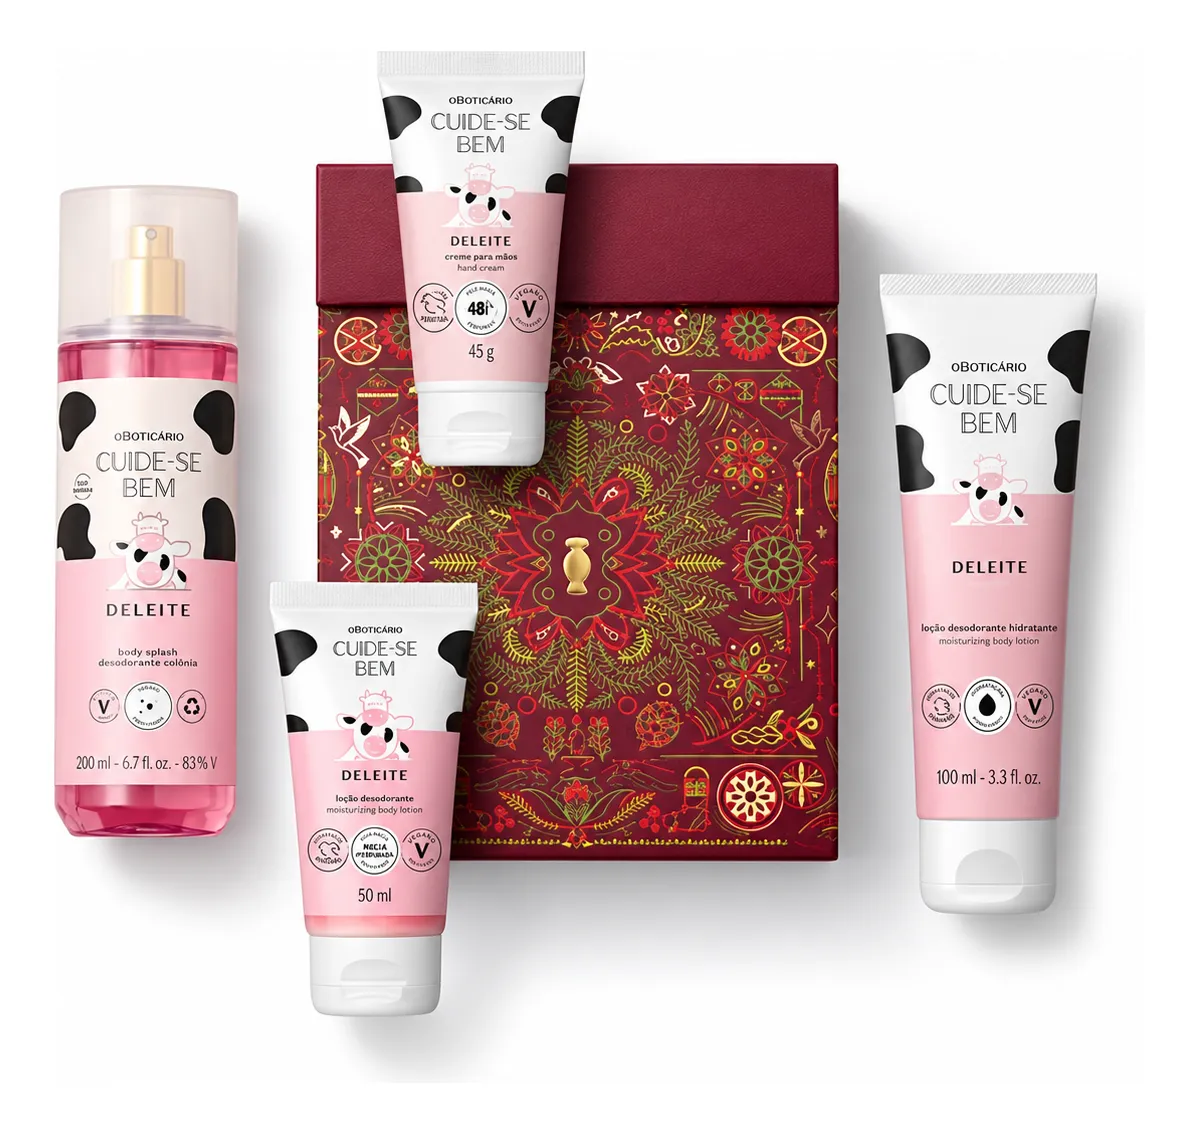 oBOTICÁRIO
CUIDE-SE
BEM
DELEITE
creme para mãos
hand cream
48h
VEGANO
V
45 g
oBOTICÁRIO
CUIDE-SE
BEM
DELEITE
body splash
desodorante colônia
V
200 ml - 6.7 fl. oz. - 83% V
oBOTICÁRIO
CUIDE-SE
BEM
DELEITE
loção desodorante
moisturizing body lotion
VEGANO
V
50 ml
oBOTICÁRIO
CUIDE-SE
BEM
DELEITE
loção desodorante hidratante
moisturizing body lotion
VEGANO
V
100 ml - 3.3 fl. oz.